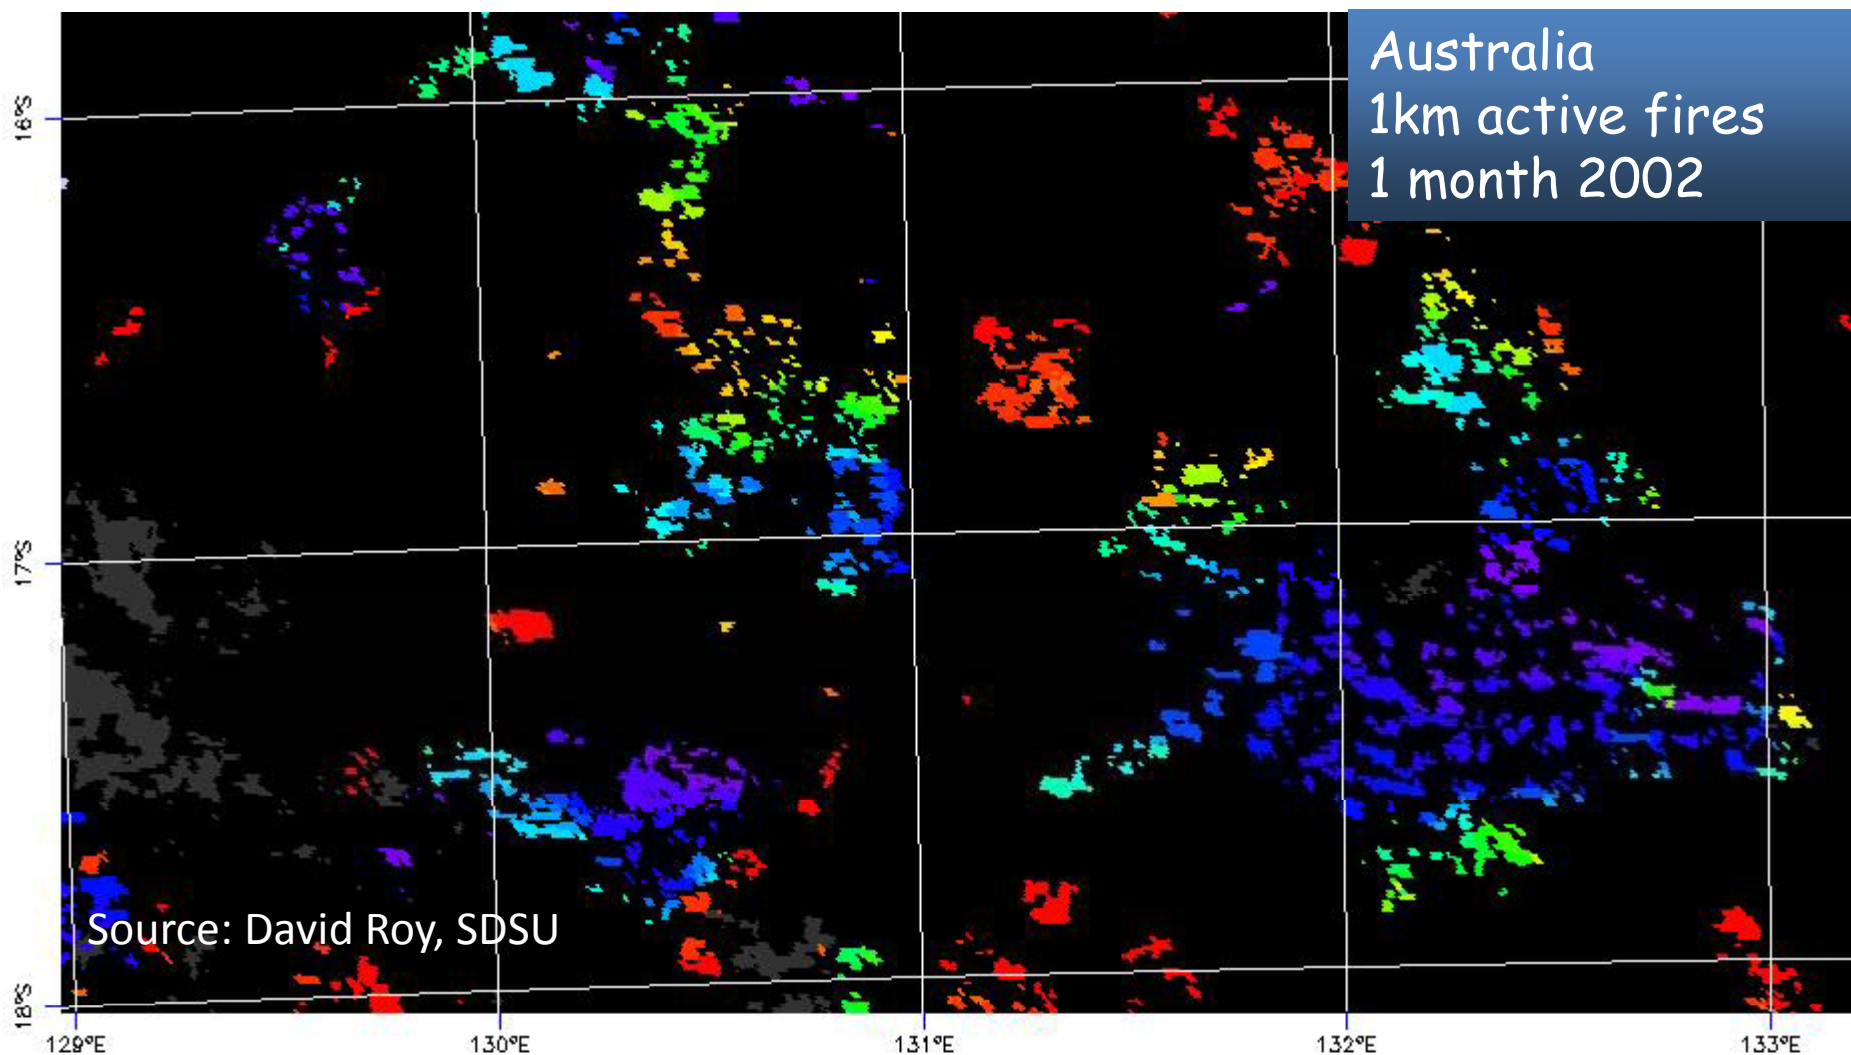 Australia
1km active fires
1 month 2002
16°S
17°S
18°S
Source: David Roy, SDSU
129°E 130°E 131°E 132°E 133°E